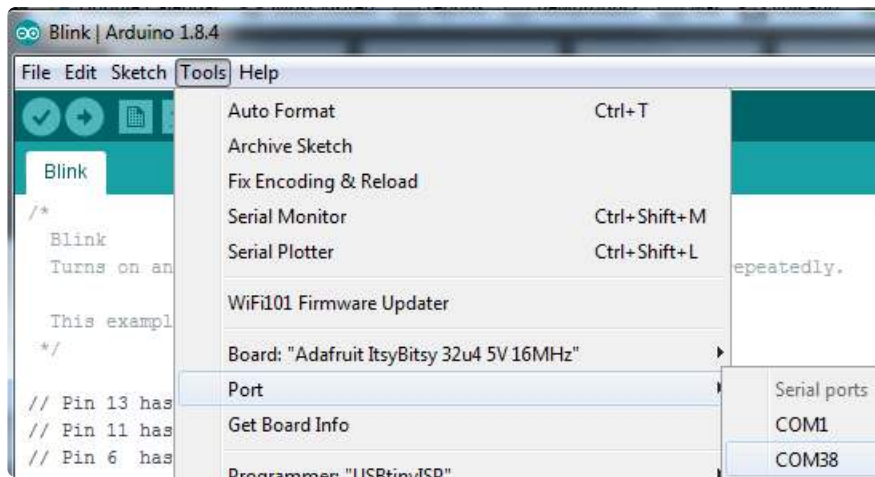 Blink | Arduino 1.8.4
File Edit Sketch Tools Help
Auto Format Ctrl+T
Archive Sketch
Fix Encoding & Reload
Serial Monitor Ctrl+Shift+M
Serial Plotter Ctrl+Shift+L
WiFi101 Firmware Updater
Board: "Adafruit ItsyBitsy 32u4 5V 16MHz"
Port
Get Board Info
Programmer: "USBtinyISP"
Serial ports
COM1
COM38
Blink
/*
Blink
Turns on an epeatedly.
This exampl
*/
// Pin 13 has
// Pin 11 has
// Pin 6 has